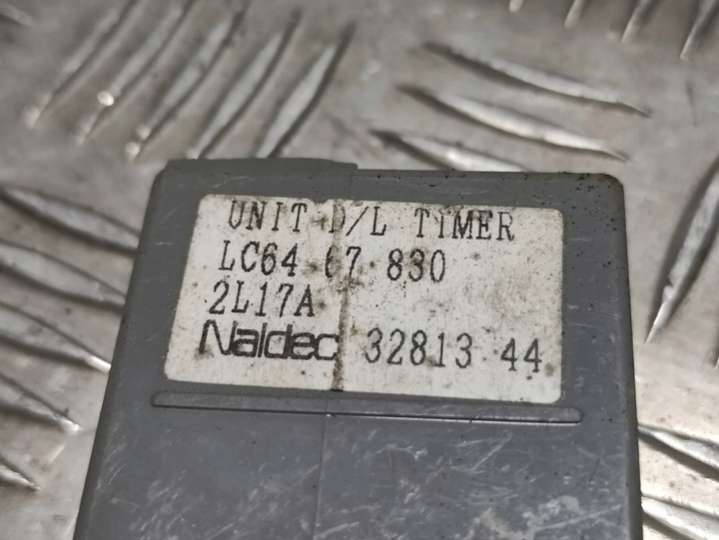 UNIT D/L TIMER
LC64 67 830
2L17A
Naldec 32813 44